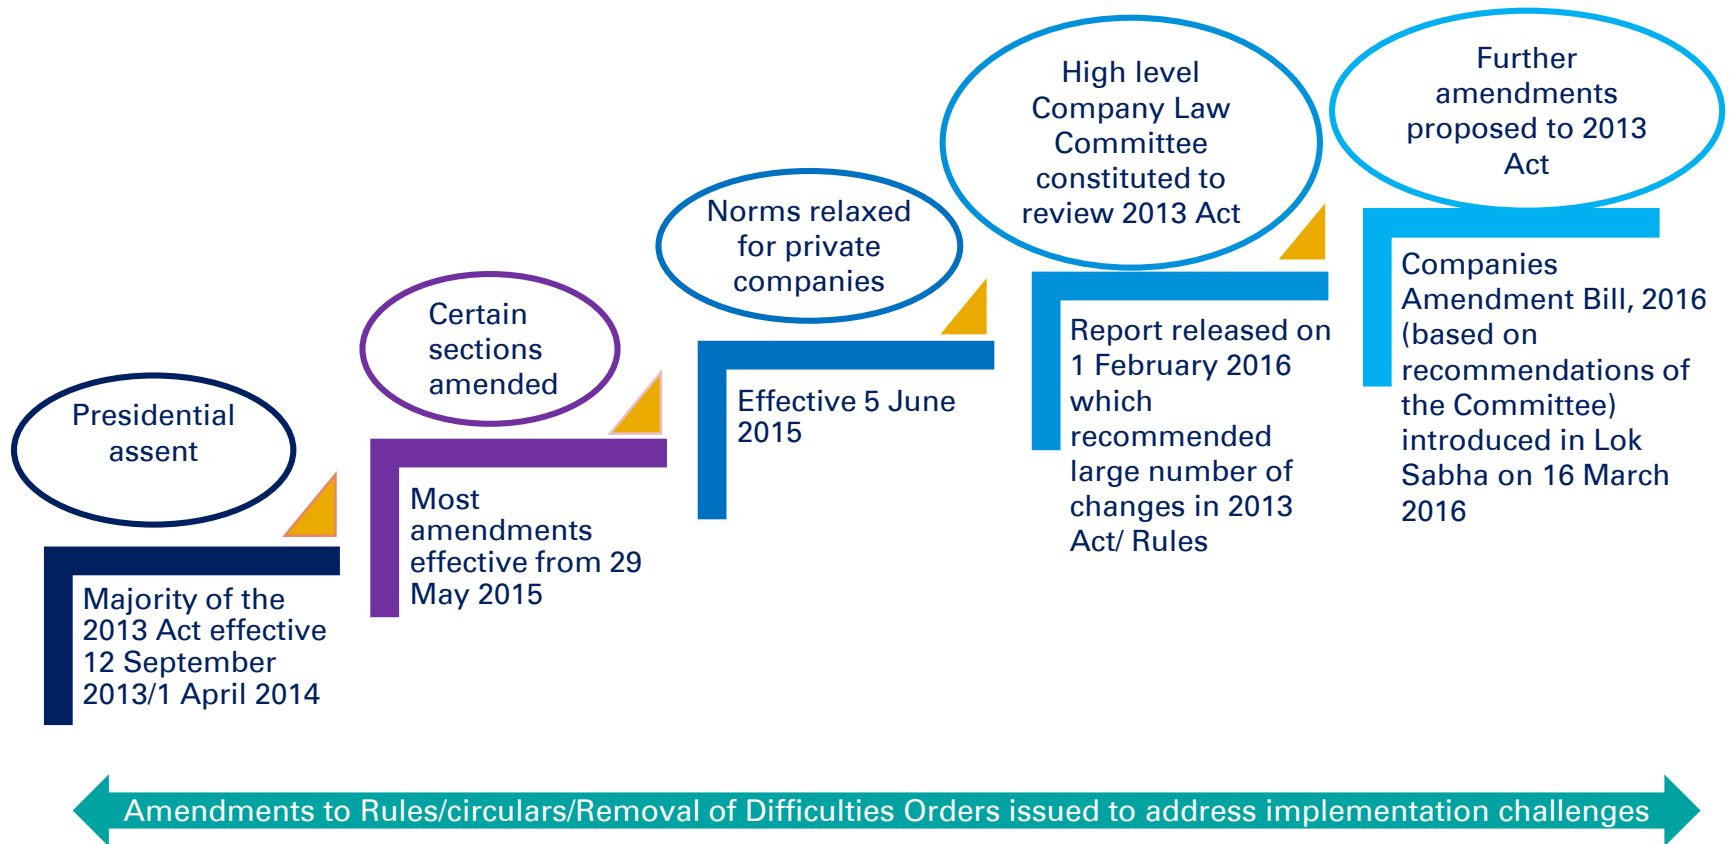 Presidential
assent
Majority of the
2013 Act effective
12 September
2013/1 April 2014
Certain
sections
amended
Most
amendments
effective from 29
May 2015
Norms relaxed
for private
companies
Effective 5 June
2015
High level
Company Law
Committee
constituted to
review 2013 Act
Report released on
1 February 2016
which
recommended
large number of
changes in 2013
Act/ Rules
Further
amendments
proposed to 2013
Act
Companies
Amendment Bill, 2016
(based on
recommendations of
the Committee)
introduced in Lok
Sabha on 16 March
2016
Amendments to Rules/circulars/Removal of Difficulties Orders issued to address implementation challenges